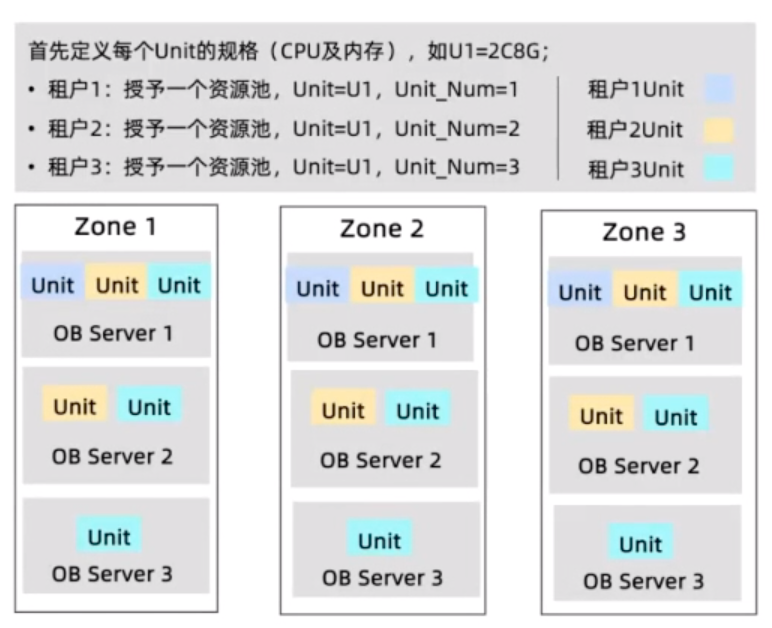 首先定义每个Unit的规格（CPU及内存），如U1=2C8G；
• 租户1：授予一个资源池，Unit=U1，Unit_Num=1
• 租户2：授予一个资源池，Unit=U1，Unit_Num=2
• 租户3：授予一个资源池，Unit=U1，Unit_Num=3
租户1Unit
租户2Unit
租户3Unit
Zone 1
Unit Unit Unit
OB Server 1
Unit Unit
OB Server 2
Unit
OB Server 3
Zone 2
Unit Unit Unit
OB Server 1
Unit Unit
OB Server 2
Unit
OB Server 3
Zone 3
Unit Unit Unit
OB Server 1
Unit Unit
OB Server 2
Unit
OB Server 3